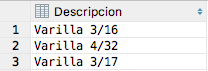 Descripcion
1 Varilla 3/16
2 Varilla 4/32
3 Varilla 3/17